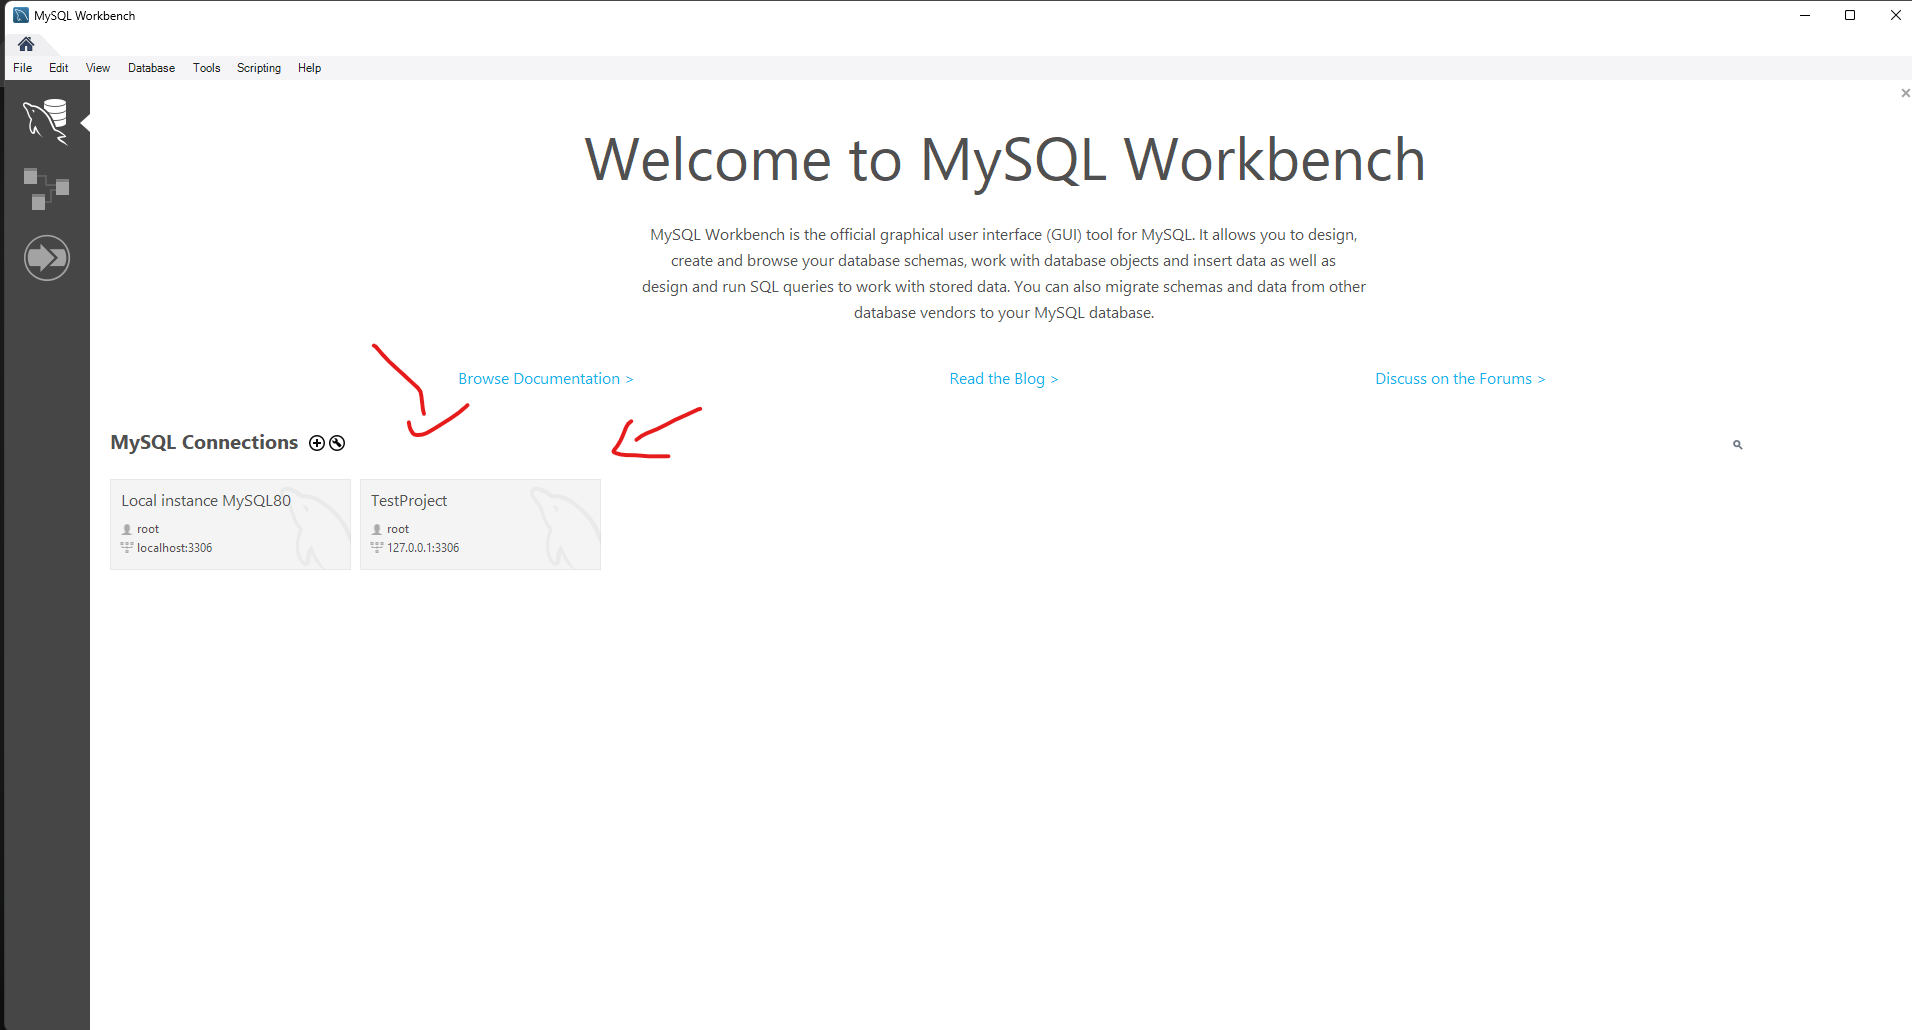 MySQL Workbench
File Edit View Database Tools Scripting Help
Welcome to MySQL Workbench
MySQL Workbench is the official graphical user interface (GUI) tool for MySQL. It allows you to design,
create and browse your database schemas, work with database objects and insert data as well as
design and run SQL queries to work with stored data. You can also migrate schemas and data from other
database vendors to your MySQL database.
Browse Documentation > Read the Blog > Discuss on the Forums >
MySQL Connections
Local instance MySQL80
root
localhost:3306
TestProject
root
127.0.0.1:3306